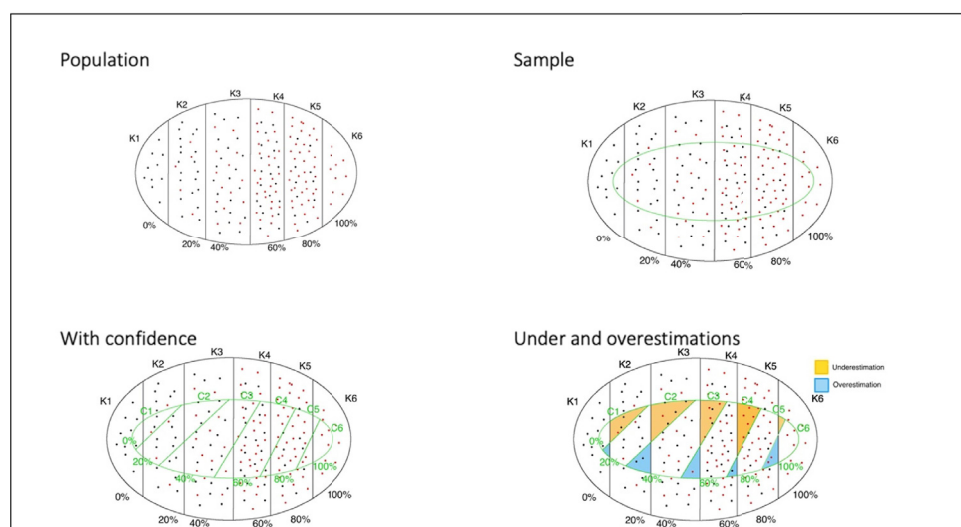 Population
K1
K2
K3
K4
K5
K6
0%
20%
40%
60%
80%
100%
Sample
K1
K2
K3
K4
K5
K6
0%
20%
40%
60%
80%
100%
With confidence
K1
K2
K3
K4
K5
K6
C1
C2
C3
C4
C5
C6
0%
20%
40%
60%
80%
100%
0%
20%
40%
60%
80%
100%
Under and overestimations
Underestimation
Overestimation
K1
K2
K3
K4
K5
K6
C1
C2
C3
C4
C5
C6
0%
20%
40%
60%
80%
100%
0%
20%
40%
60%
80%
100%